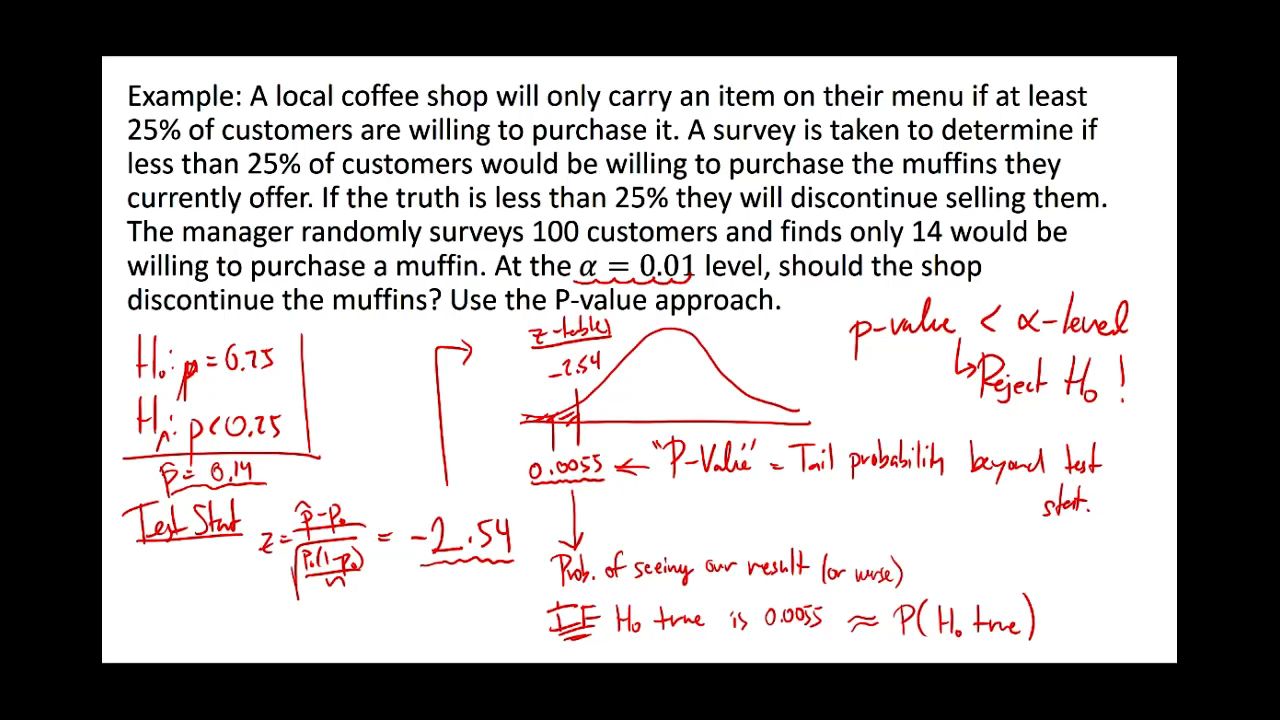 Example: A local coffee shop will only carry an item on their menu if at least
25% of customers are willing to purchase it. A survey is taken to determine if
less than 25% of customers would be willing to purchase the muffins they
currently offer. If the truth is less than 25% they will discontinue selling them.
The manager randomly surveys 100 customers and finds only 14 would be
willing to purchase a muffin. At the α = 0.01 level, should the shop
discontinue the muffins? Use the P-value approach.
H₀: p = 0.25
H_A: p < 0.25
p̂ = 0.14
Test Stat
z = (p̂ - p₀) / √(p₀(1-p₀)/n) = -2.54
z-tables
-2.54
0.0055 ← "P-Value" = Tail probability beyond test
stat.
p-value < α-level
↳ Reject H₀ !
Prob. of seeing our result (or worse)
IF H₀ true is 0.0055 ≈ P(H₀ true)